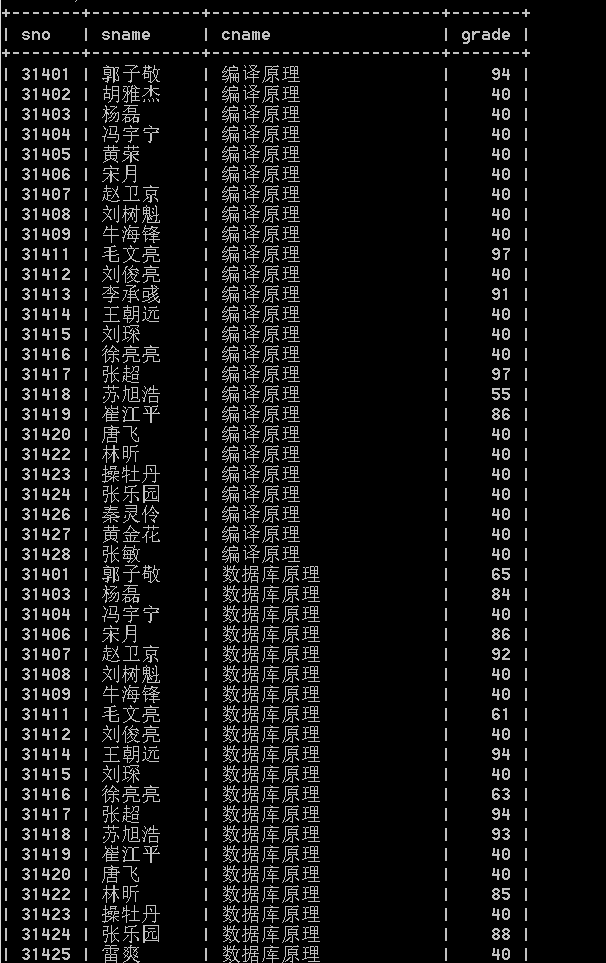 +-------+-----------+-----------------------+-------+
| sno | sname | cname | grade |
+-------+-----------+-----------------------+-------+
| 31401 | 郭子敬 | 编译原理 | 94 |
| 31402 | 胡雅杰 | 编译原理 | 40 |
| 31403 | 杨磊 | 编译原理 | 40 |
| 31404 | 冯宇宁 | 编译原理 | 40 |
| 31405 | 黄荣 | 编译原理 | 40 |
| 31406 | 宋月 | 编译原理 | 40 |
| 31407 | 赵卫京 | 编译原理 | 40 |
| 31408 | 刘树魁 | 编译原理 | 40 |
| 31409 | 牛海锋 | 编译原理 | 40 |
| 31411 | 毛文亮 | 编译原理 | 97 |
| 31412 | 刘俊亮 | 编译原理 | 40 |
| 31413 | 李承彧 | 编译原理 | 91 |
| 31414 | 王朝远 | 编译原理 | 40 |
| 31415 | 刘琛 | 编译原理 | 40 |
| 31416 | 徐亮亮 | 编译原理 | 40 |
| 31417 | 张超 | 编译原理 | 97 |
| 31418 | 苏旭浩 | 编译原理 | 55 |
| 31419 | 崔江平 | 编译原理 | 86 |
| 31420 | 唐飞 | 编译原理 | 40 |
| 31422 | 林昕 | 编译原理 | 40 |
| 31423 | 操牡丹 | 编译原理 | 40 |
| 31424 | 张乐园 | 编译原理 | 40 |
| 31426 | 秦灵伶 | 编译原理 | 40 |
| 31427 | 黄金花 | 编译原理 | 40 |
| 31428 | 张敏 | 编译原理 | 40 |
| 31401 | 郭子敬 | 数据库原理 | 65 |
| 31403 | 杨磊 | 数据库原理 | 84 |
| 31404 | 冯宇宁 | 数据库原理 | 40 |
| 31406 | 宋月 | 数据库原理 | 86 |
| 31407 | 赵卫京 | 数据库原理 | 92 |
| 31408 | 刘树魁 | 数据库原理 | 40 |
| 31409 | 牛海锋 | 数据库原理 | 40 |
| 31411 | 毛文亮 | 数据库原理 | 61 |
| 31412 | 刘俊亮 | 数据库原理 | 40 |
| 31414 | 王朝远 | 数据库原理 | 94 |
| 31415 | 刘琛 | 数据库原理 | 40 |
| 31416 | 徐亮亮 | 数据库原理 | 63 |
| 31417 | 张超 | 数据库原理 | 94 |
| 31418 | 苏旭浩 | 数据库原理 | 93 |
| 31419 | 崔江平 | 数据库原理 | 40 |
| 31420 | 唐飞 | 数据库原理 | 40 |
| 31422 | 林昕 | 数据库原理 | 85 |
| 31423 | 操牡丹 | 数据库原理 | 40 |
| 31424 | 张乐园 | 数据库原理 | 88 |
| 31425 | 雷爽 | 数据库原理 | 40 |